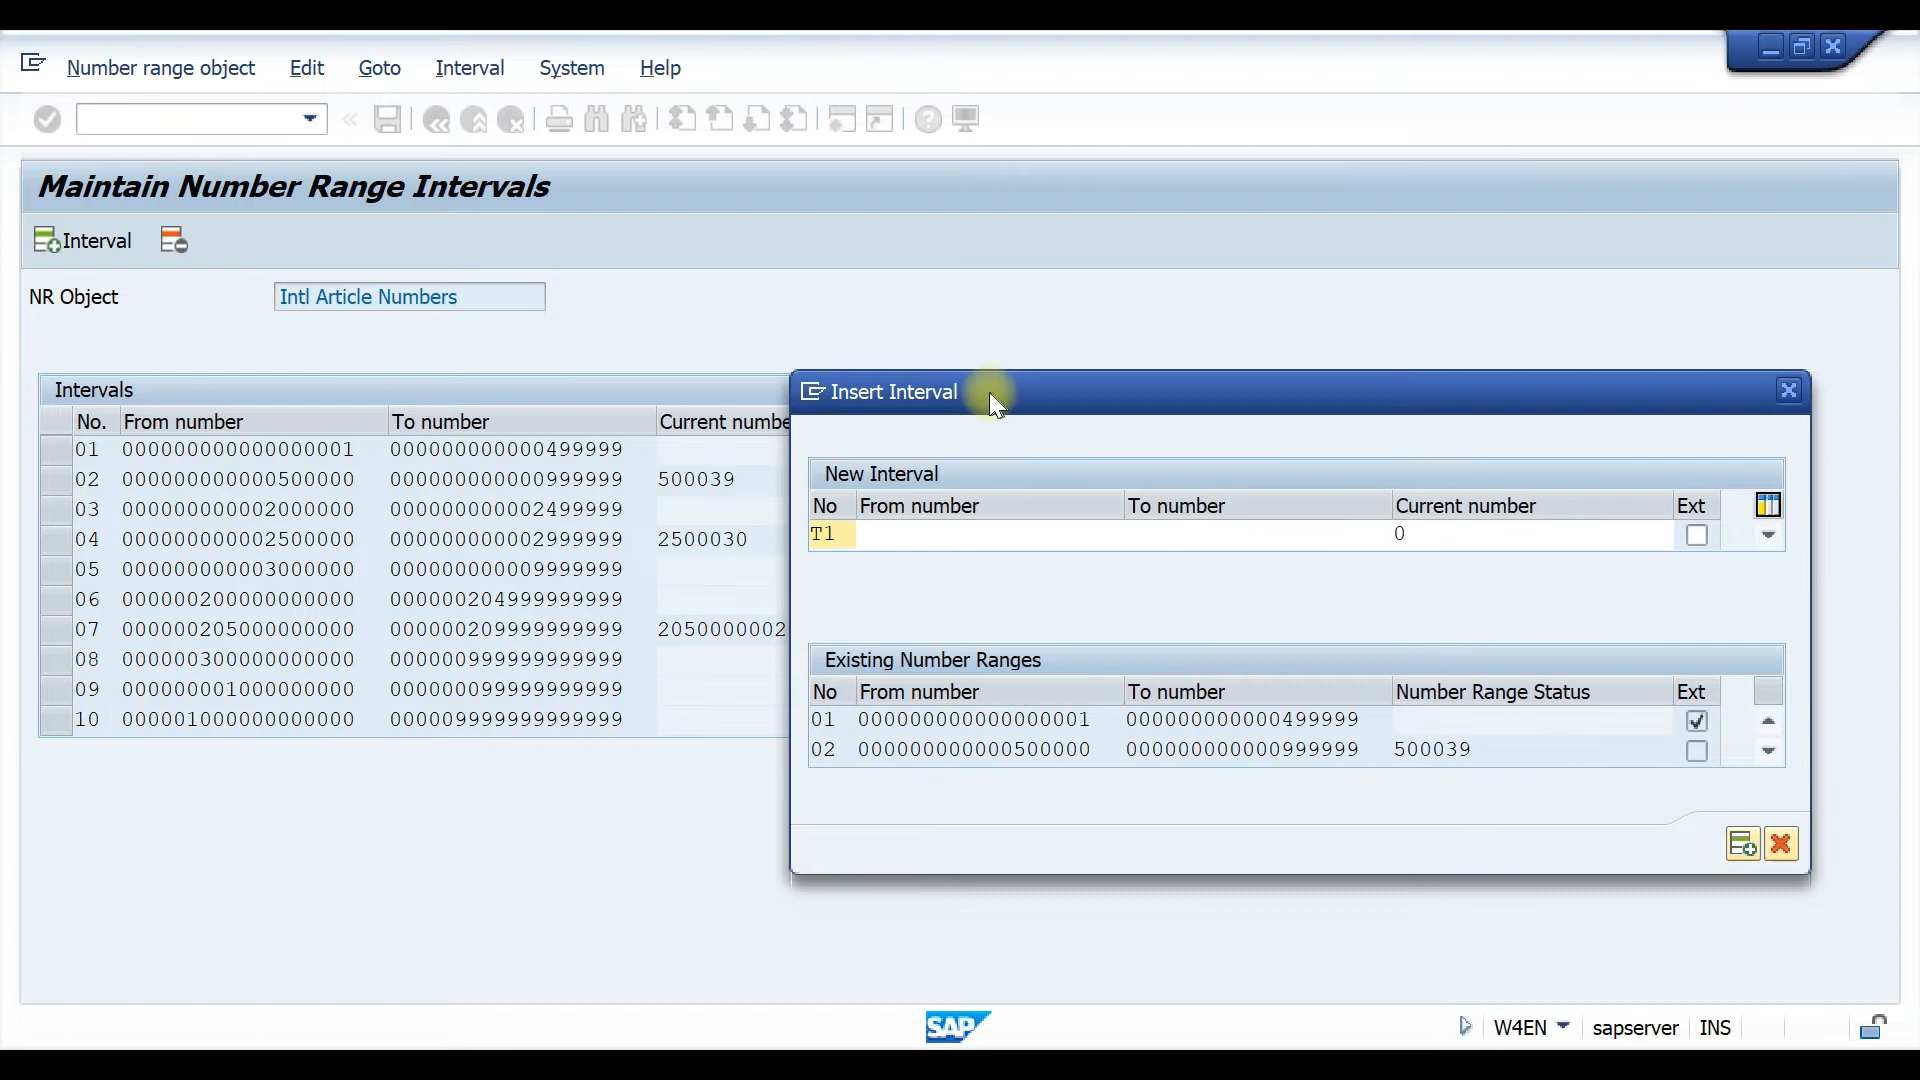 Number range object Edit Goto Interval System Help
Maintain Number Range Intervals
Interval
NR Object Intl Article Numbers
Intervals
No. From number To number Current numbe
01 000000000000000001 000000000000499999
02 000000000000500000 000000000000999999 500039
03 000000000002000000 000000000002499999
04 000000000002500000 000000000002999999 2500030
05 000000000003000000 000000000009999999
06 000000200000000000 000000204999999999
07 000000205000000000 000000209999999999 2050000002
08 000000300000000000 000000999999999999
09 000000001000000000 000000099999999999
10 000001000000000000 000009999999999999
Insert Interval
New Interval
No From number To number Current number Ext
T1 0
Existing Number Ranges
No From number To number Number Range Status Ext
01 000000000000000001 000000000000499999
02 000000000000500000 000000000000999999 500039
SAP W4EN sapserver INS